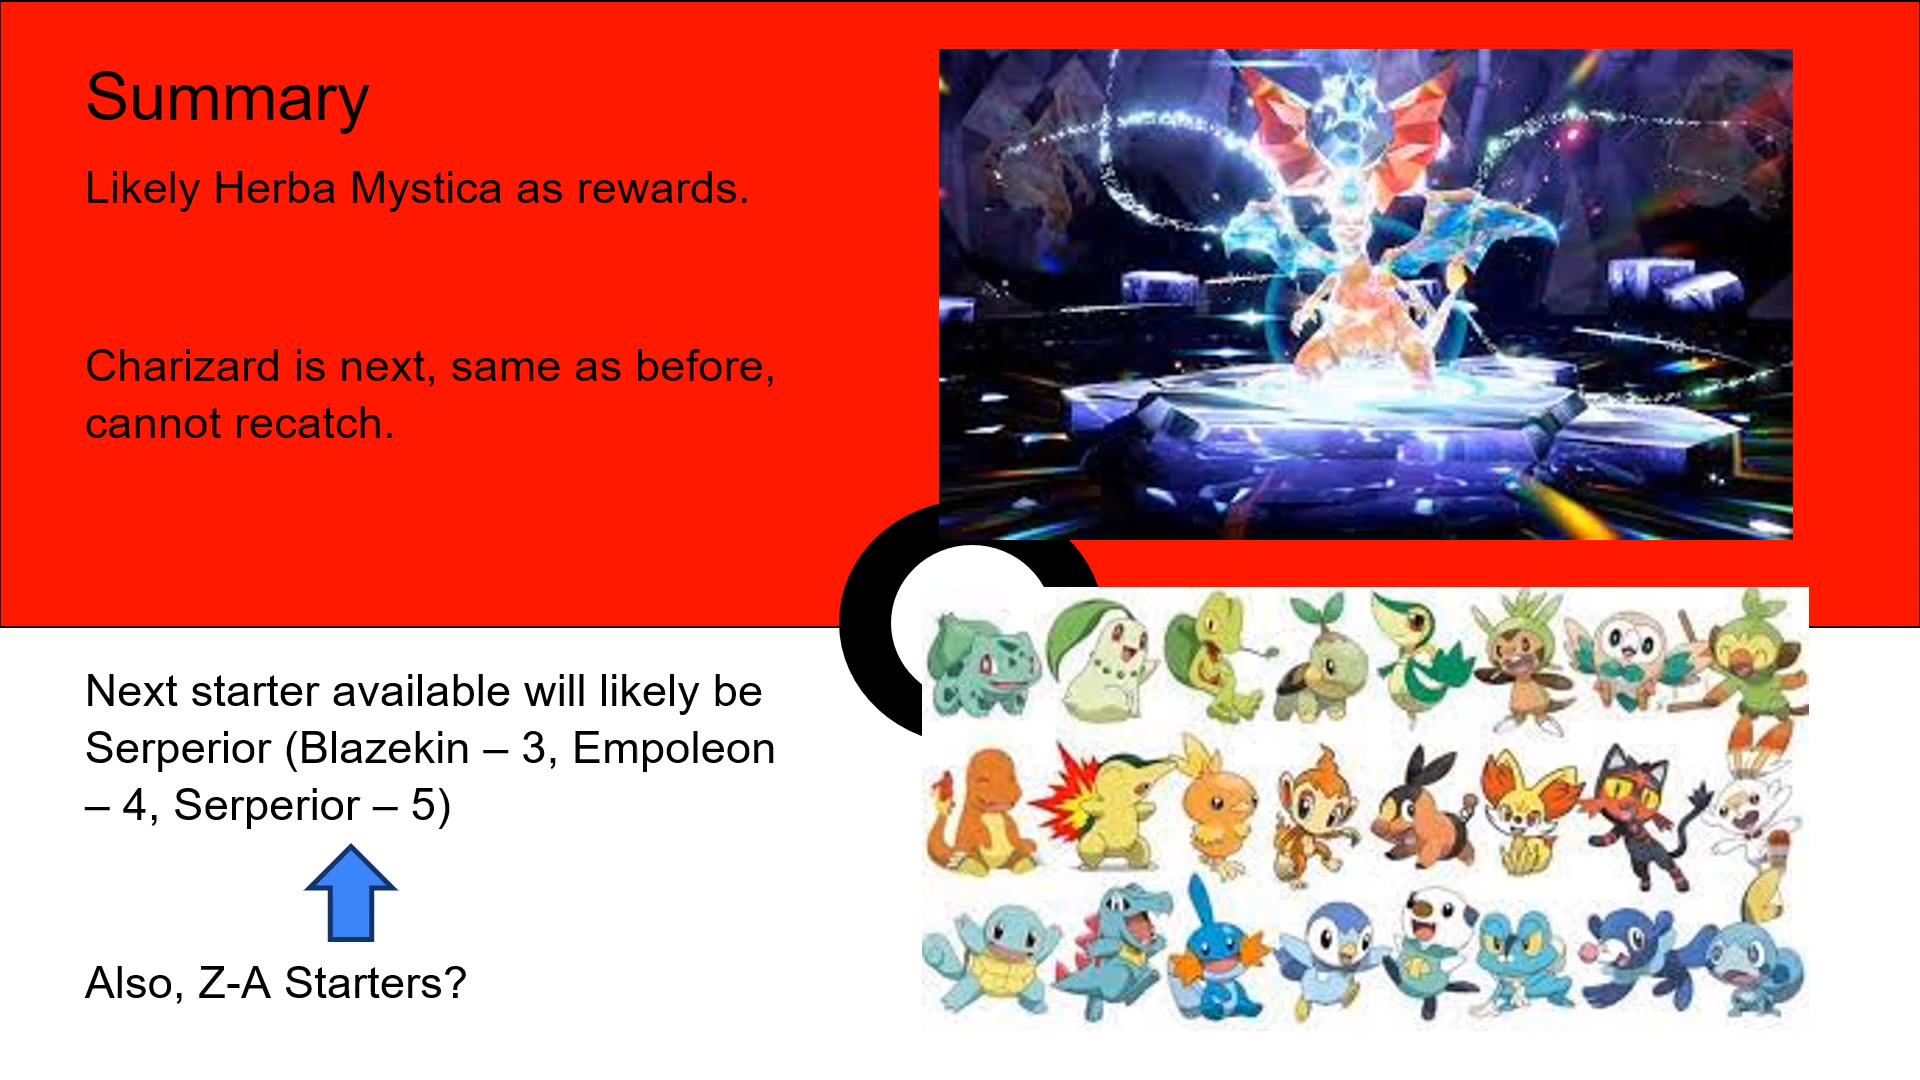 Summary
Likely Herba Mystica as rewards.
Charizard is next, same as before,
cannot recatch.
Next starter available will likely be
Serperior (Blazekin – 3, Empoleon
– 4, Serperior – 5)
Also, Z-A Starters?